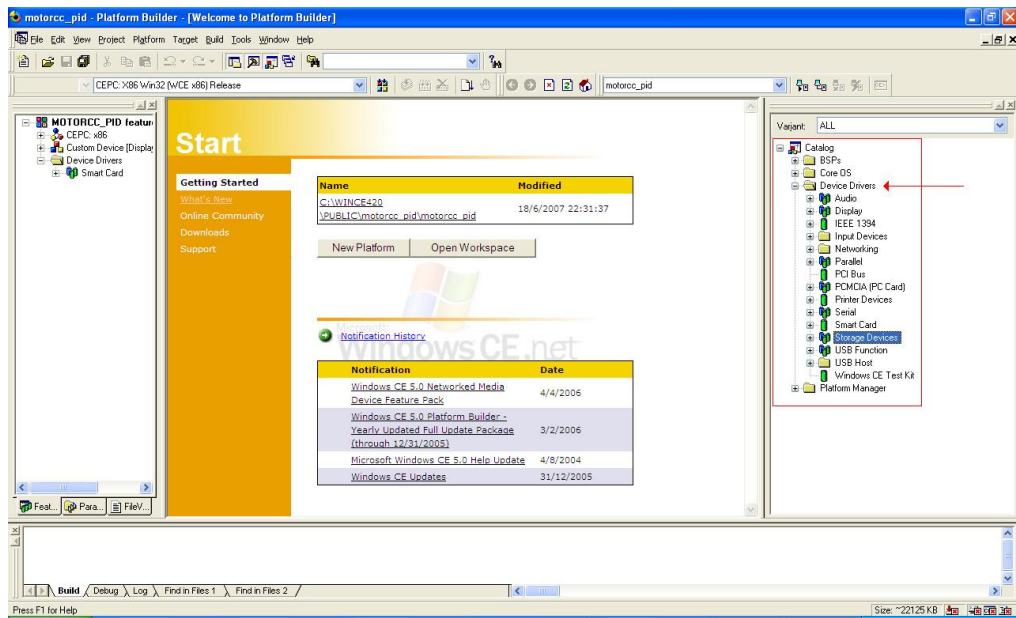 motorcc_pid - Platform Builder - [Welcome to Platform Builder]
File Edit View Project Platform Target Build Tools Window Help
CEPC: X86 Win32 (WCE x86) Release
motorcc_pid
MOTORCC_PID featur
CEPC: x86
Custom Device [Display
Device Drivers
Smart Card
Feat...
Para...
FileV...
Start
Getting Started
What's New
Online Community
Downloads
Support
Name Modified
C:\WINCE420
\PUBLIC\motorcc_pid\motorcc_pid
18/6/2007 22:31:37
New Platform
Open Workspace
Microsoft
Windows CE.net
Notification History
Notification Date
Windows CE 5.0 Networked Media
Device Feature Pack
4/4/2006
Windows CE 5.0 Platform Builder -
Yearly Updated Full Update Package
(through 12/31/2005)
3/2/2006
Microsoft Windows CE 5.0 Help Update 4/8/2004
Windows CE Updates 31/12/2005
Variant: ALL
Catalog
BSPs
Core OS
Device Drivers
Audio
Display
IEEE 1394
Input Devices
Networking
Parallel
PCI Bus
PCMCIA (PC Card)
Printer Devices
Serial
Smart Card
Storage Devices
USB Function
USB Host
Windows CE Test Kit
Platform Manager
Build Debug Log Find in Files 1 Find in Files 2
Press F1 for Help
Size: ~22125 KB